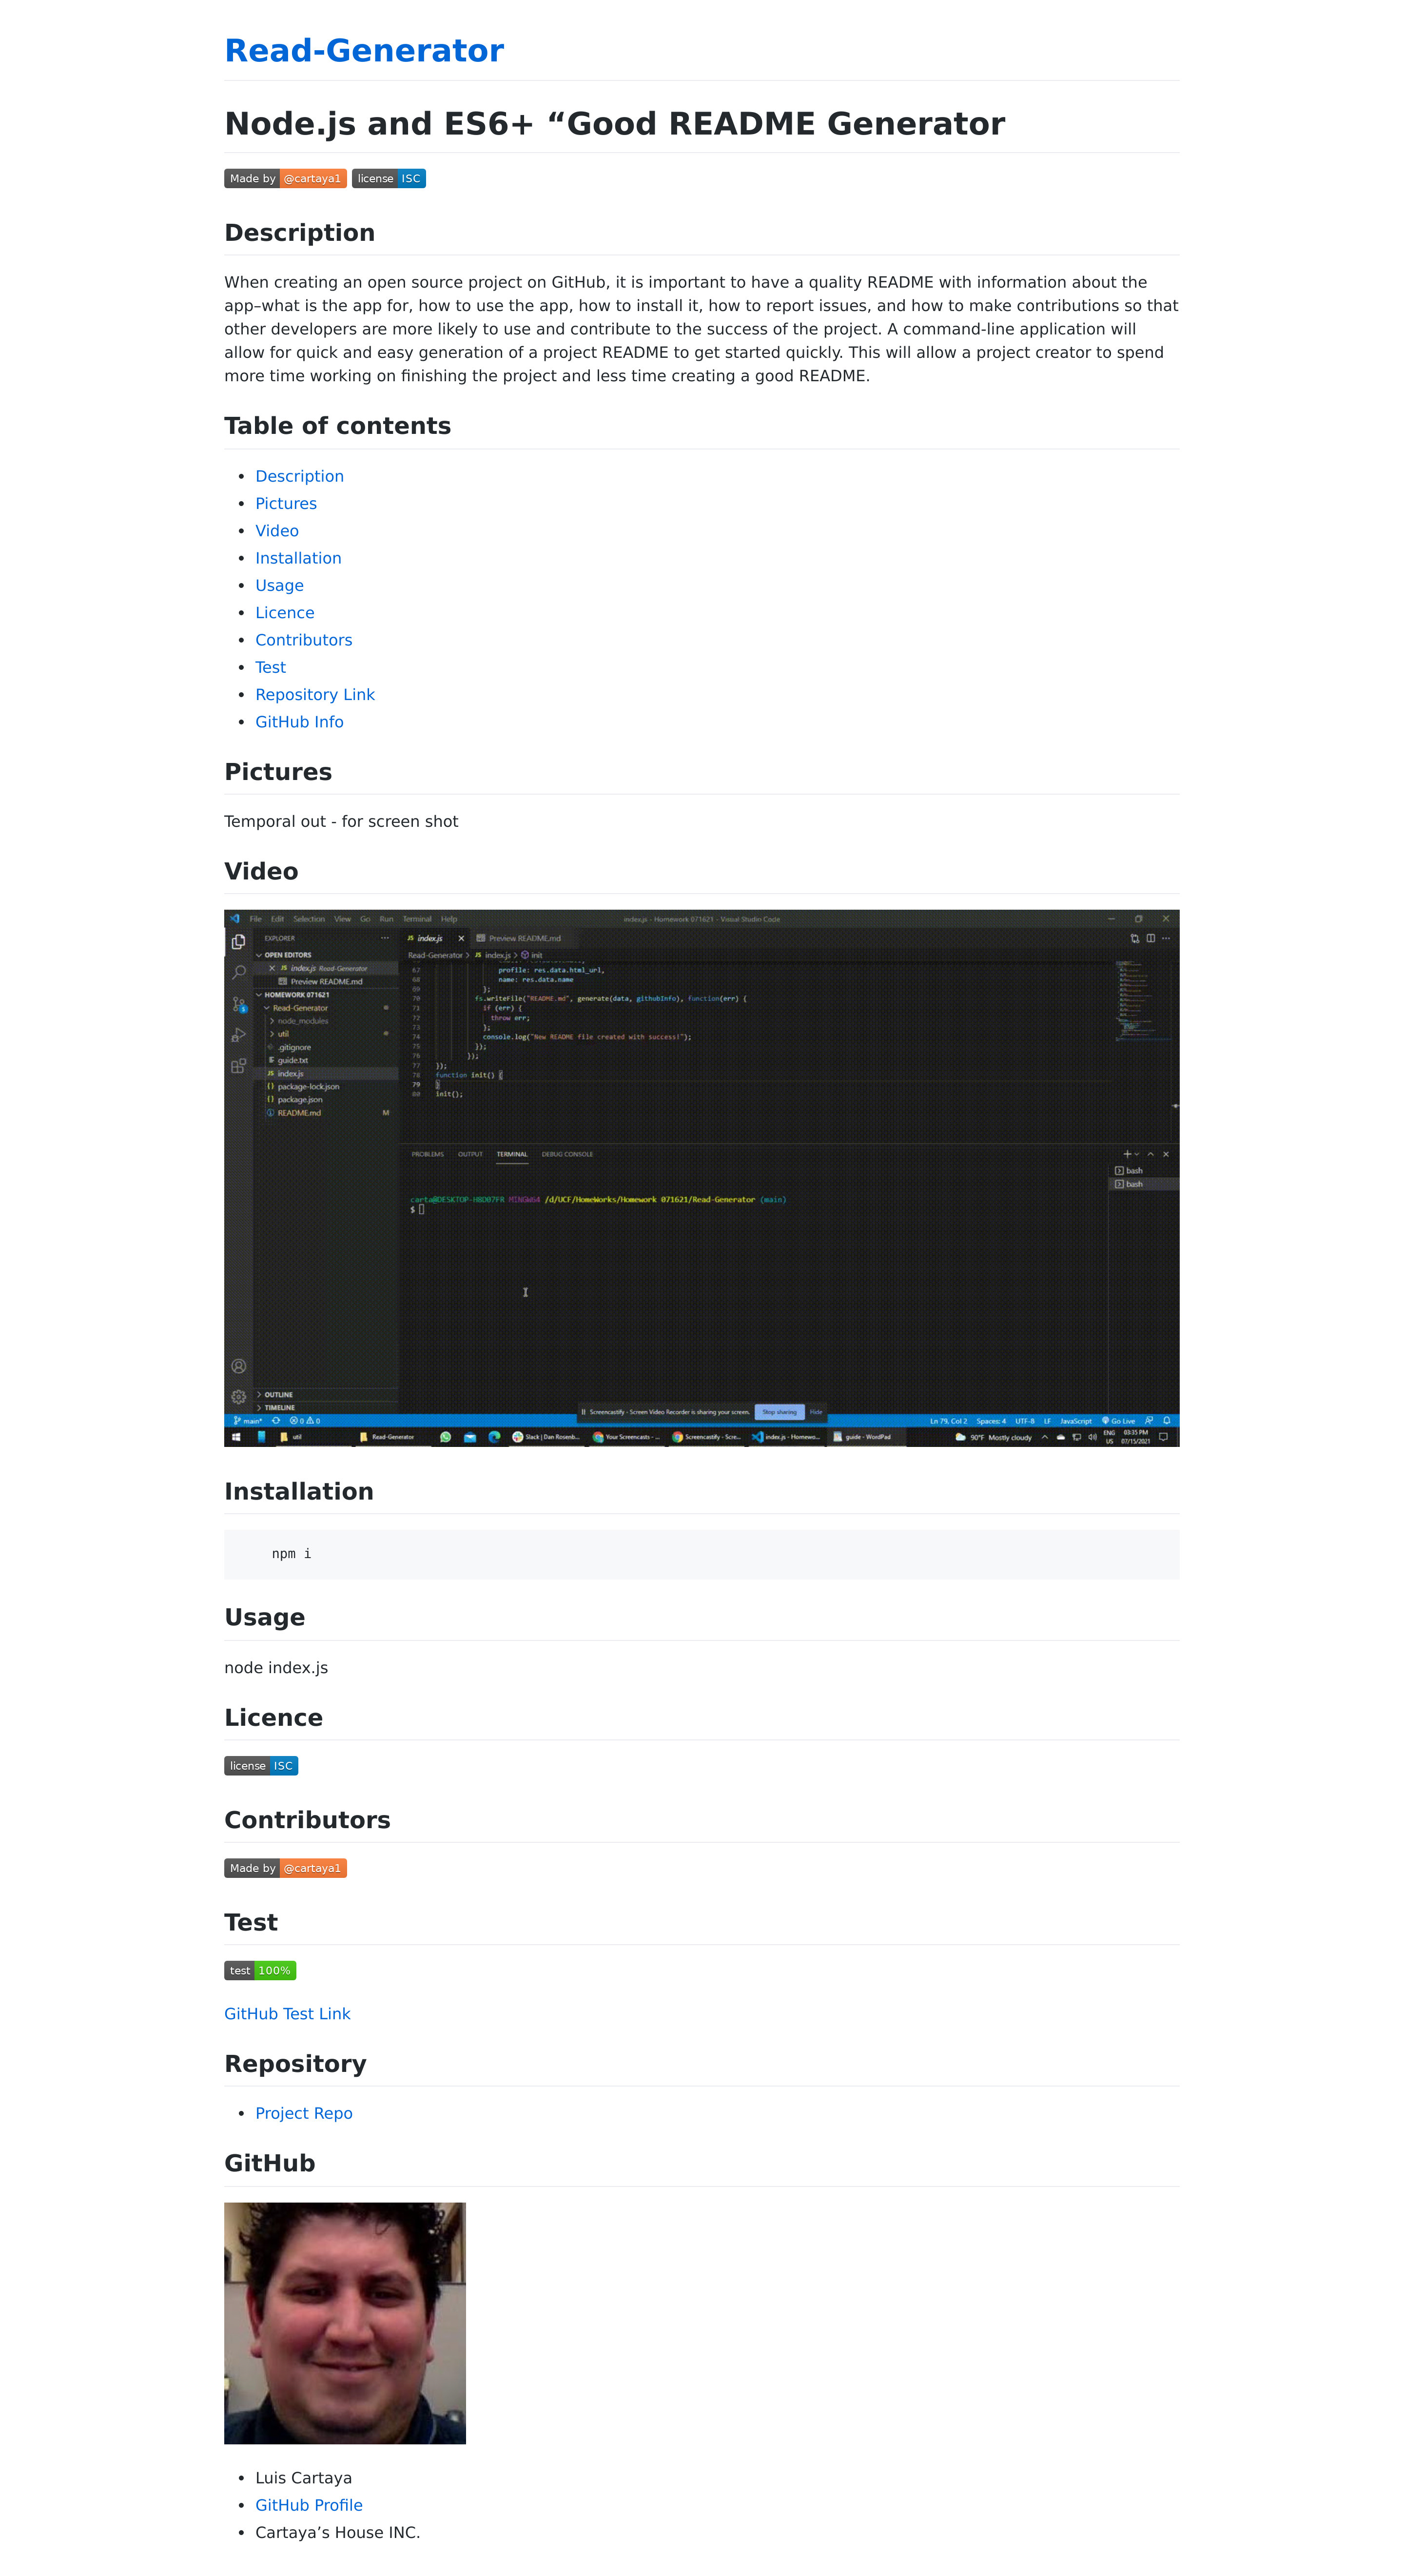 Read-Generator
Node.js and ES6+ “Good README Generator
Made by @cartaya1 license ISC
Description
When creating an open source project on GitHub, it is important to have a quality README with information about the
app–what is the app for, how to use the app, how to install it, how to report issues, and how to make contributions so that
other developers are more likely to use and contribute to the success of the project. A command-line application will
allow for quick and easy generation of a project README to get started quickly. This will allow a project creator to spend
more time working on finishing the project and less time creating a good README.
Table of contents
• Description
• Pictures
• Video
• Installation
• Usage
• Licence
• Contributors
• Test
• Repository Link
• GitHub Info
Pictures
Temporal out - for screen shot
Video
File Edit Selection View Go Run Terminal Help index.js - Homework 071621 - Visual Studio Code
EXPLORER
OPEN EDITORS
index.js Read-Generator
Preview README.md
HOMEWORK 071621
Read-Generator
node_modules
util
.gitignore
guide.txt
index.js
package-lock.json
package.json
README.md M
OUTLINE
TIMELINE
index.js Preview README.md
Read-Generator > index.js > init
67 profile: res.data.html_url,
68 name: res.data.name
69 };
70 fs.writeFile("README.md", generate(data, githubInfo), function(err) {
71 if (err) {
72 throw err;
73 };
74 console.log("New README file created with success!");
75 });
76 });
77 });
78 function init() {
79 }
80 init();
PROBLEMS OUTPUT TERMINAL DEBUG CONSOLE
bash
bash
carta@DESKTOP-H8D07FR MINGW64 /d/UCF/HomeWorks/Homework 071621/Read-Generator (main)
$
Screencastify - Screen Video Recorder is sharing your screen. Stop sharing Hide
main* 0 0 Ln 79, Col 2 Spaces: 4 UTF-8 LF JavaScript Go Live
util Read-Generator Slack | Dan Rosenb... Your Screencasts - ... Screencastify - Scre... index.js - Homewo... guide - WordPad 90°F Mostly cloudy ENG US 03:35 PM 07/15/2021
Installation
npm i
Usage
node index.js
Licence
license ISC
Contributors
Made by @cartaya1
Test
test 100%
GitHub Test Link
Repository
• Project Repo
GitHub
• Luis Cartaya
• GitHub Profile
• Cartaya’s House INC.